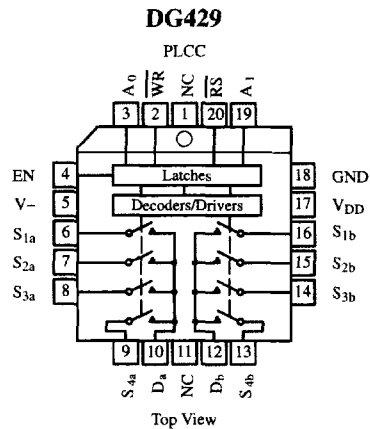 DG429
PLCC
A0 WR NC RS A1
3 2 1 20 19
EN 4 Latches 18 GND
V– 5 Decoders/Drivers 17 VDD
S1a 6 16 S1b
S2a 7 15 S2b
S3a 8 14 S3b
9 10 11 12 13
S4a Da NC Db S4b
Top View